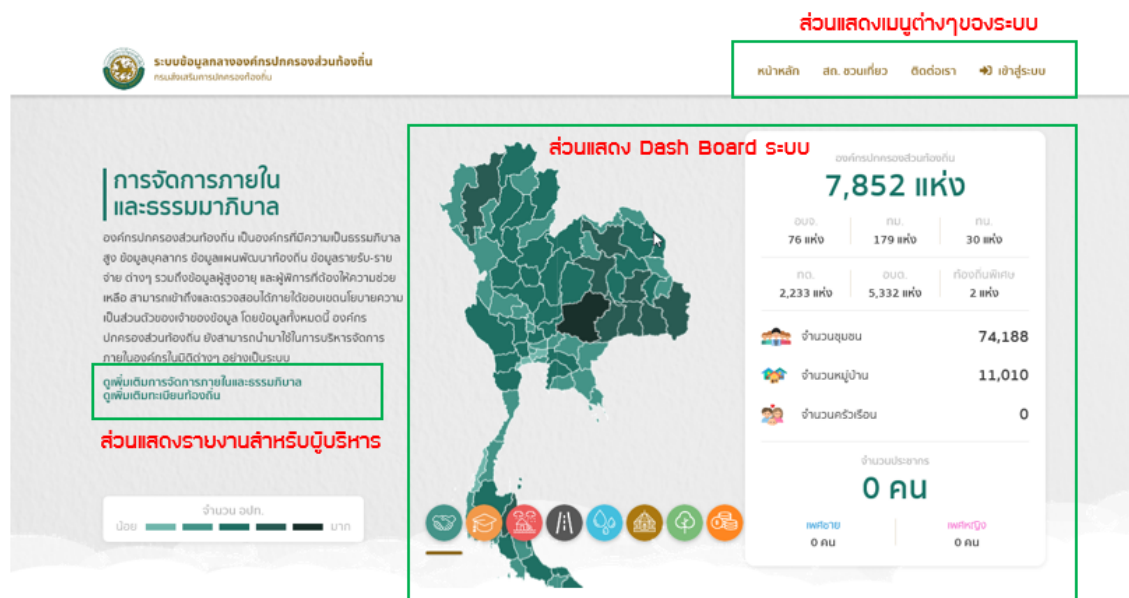 ส่วนแสดงเมนูต่างๆของระบบ
ระบบข้อมูลกลางองค์กรปกครองส่วนท้องถิ่น
กรมส่งเสริมการปกครองท้องถิ่น
หน้าหลัก สถ. ชวนเที่ยว ติดต่อเรา เข้าสู่ระบบ
ส่วนแสดง Dash Board ระบบ
การจัดการภายใน
และธรรมมาภิบาล
องค์กรปกครองส่วนท้องถิ่น เป็นองค์กรที่มีความเป็นธรรมภิบาล
สูง ข้อมูลบุคลากร ข้อมูลแผนพัฒนาท้องถิ่น ข้อมูลรายรับ-ราย
จ่าย ต่างๆ รวมถึงข้อมูลผู้สูงอายุ และผู้พิการที่ต้องให้ความช่วย
เหลือ สามารถเข้าถึงและตรวจสอบได้ภายใต้ขอบเขตนโยบายความ
เป็นส่วนตัวของเจ้าของข้อมูล โดยข้อมูลทั้งหมดนี้ องค์กร
ปกครองส่วนท้องถิ่น ยังสามารถนำมาใช้ในการบริหารจัดการ
ภายในองค์กรในมิติต่างๆ อย่างเป็นระบบ
ดูเพิ่มเติมการจัดการภายในและธรรมภิบาล
ดูเพิ่มเติมทะเบียนท้องถิ่น
ส่วนแสดงรายงานสำหรับผู้บริหาร
จำนวน อปท.
น้อย มาก
องค์กรปกครองส่วนท้องถิ่น
7,852 แห่ง
อบจ. ทม. ทน.
76 แห่ง 179 แห่ง 30 แห่ง
ทต. อบต. ท้องถิ่นพิเศษ
2,233 แห่ง 5,332 แห่ง 2 แห่ง
จำนวนชุมชน 74,188
จำนวนหมู่บ้าน 11,010
จำนวนครัวเรือน 0
จำนวนประชากร
0 คน
เพศชาย เพศหญิง
0 คน 0 คน